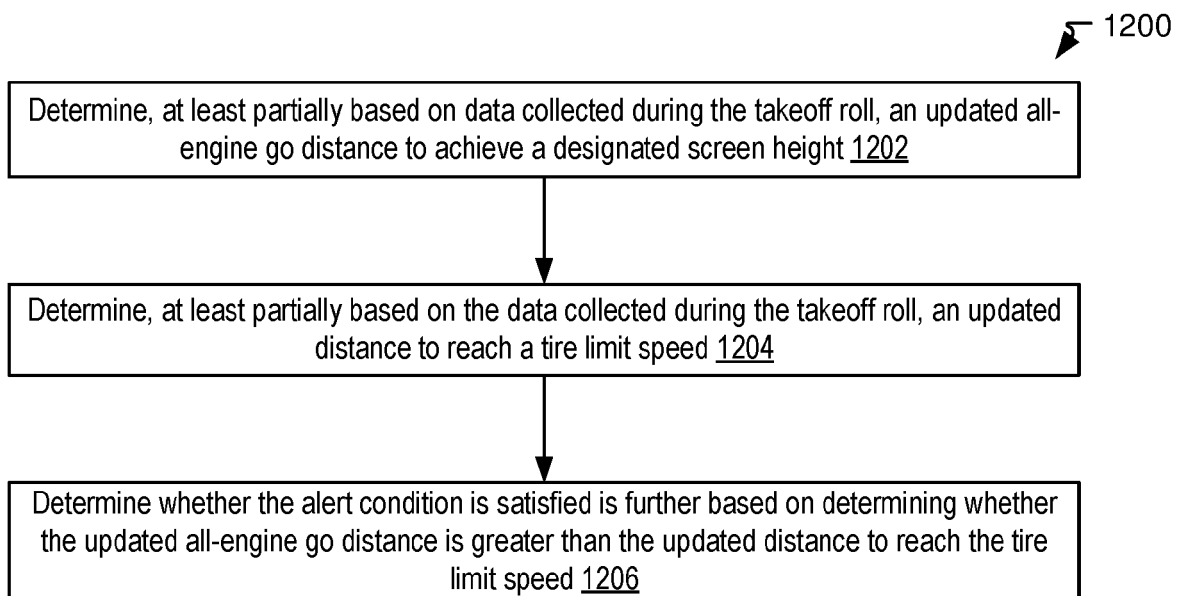 1200
Determine, at least partially based on data collected during the takeoff roll, an updated all-
engine go distance to achieve a designated screen height 1202
Determine, at least partially based on the data collected during the takeoff roll, an updated
distance to reach a tire limit speed 1204
Determine whether the alert condition is satisfied is further based on determining whether
the updated all-engine go distance is greater than the updated distance to reach the tire
limit speed 1206